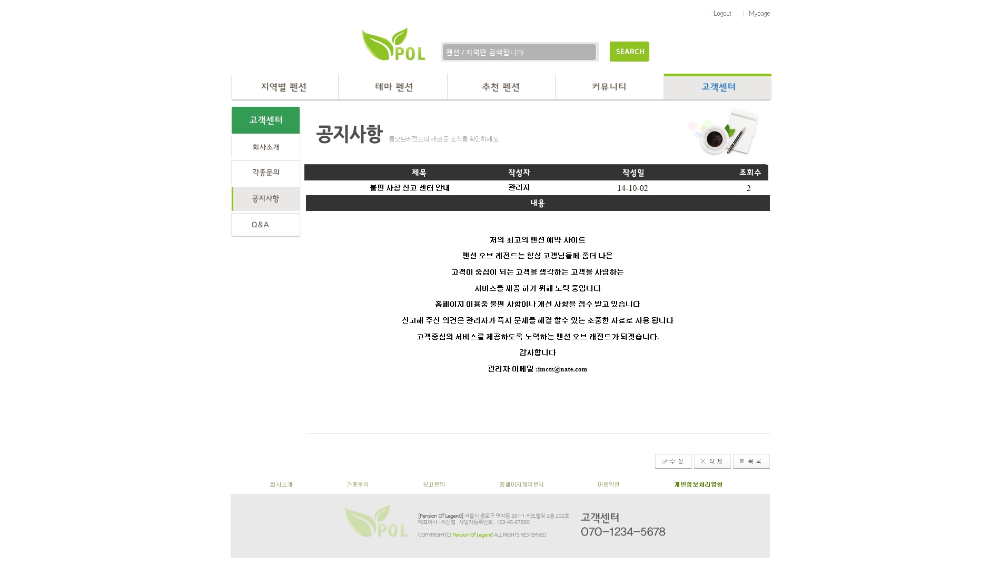 Logout
Mypage
POL
펜션 / 지역만 검색됩니다.
SEARCH
지역별 펜션
테마 펜션
추천 펜션
커뮤니티
고객센터
고객센터
회사소개
각종문의
공지사항
Q&A
공지사항 폴오브레전드의 새로운 소식을 확인하세요
제목 작성자 작성일 조회수
불편 사항 신고 센터 안내 관리자 14-10-02 2
내용
저의 최고의 팬션 예약 사이트
팬션 오브 레전드는 항상 고갱님들께 좀더 나은
고객이 중심이 되는 고객을 생각하는 고객을 사랑하는
서비스를 제공 하기 위해 노력 중입니다
홈페이지 이용중 불편 사항이나 개선 사항을 접수 받고 있습니다
신고해 주신 의견은 관리자가 즉시 문제를 해결 할수 있는 소중한 자료로 사용 됩니다
고객중심의 서비스를 제공하도록 노력하는 팬션 오브 래젼드가 되겟습니다.
감사합니다
관리자 이메일 :imcts@nate.com
수 정
삭 제
목 록
회사소개
가맹문의
광고문의
홈페이지제작문의
이용약관
개인정보처리방침
POL
[Pension Of Legend] 서울시 종로구 연지동 261-1 리도빌딩 2층 202호
대표이사 : 이신협 사업자등록번호 ; 123-45-67890
COPYRIGHT(C) Pension Of Legend ALL RIGHTS RESTERVED.
고객센터
070-1234-5678